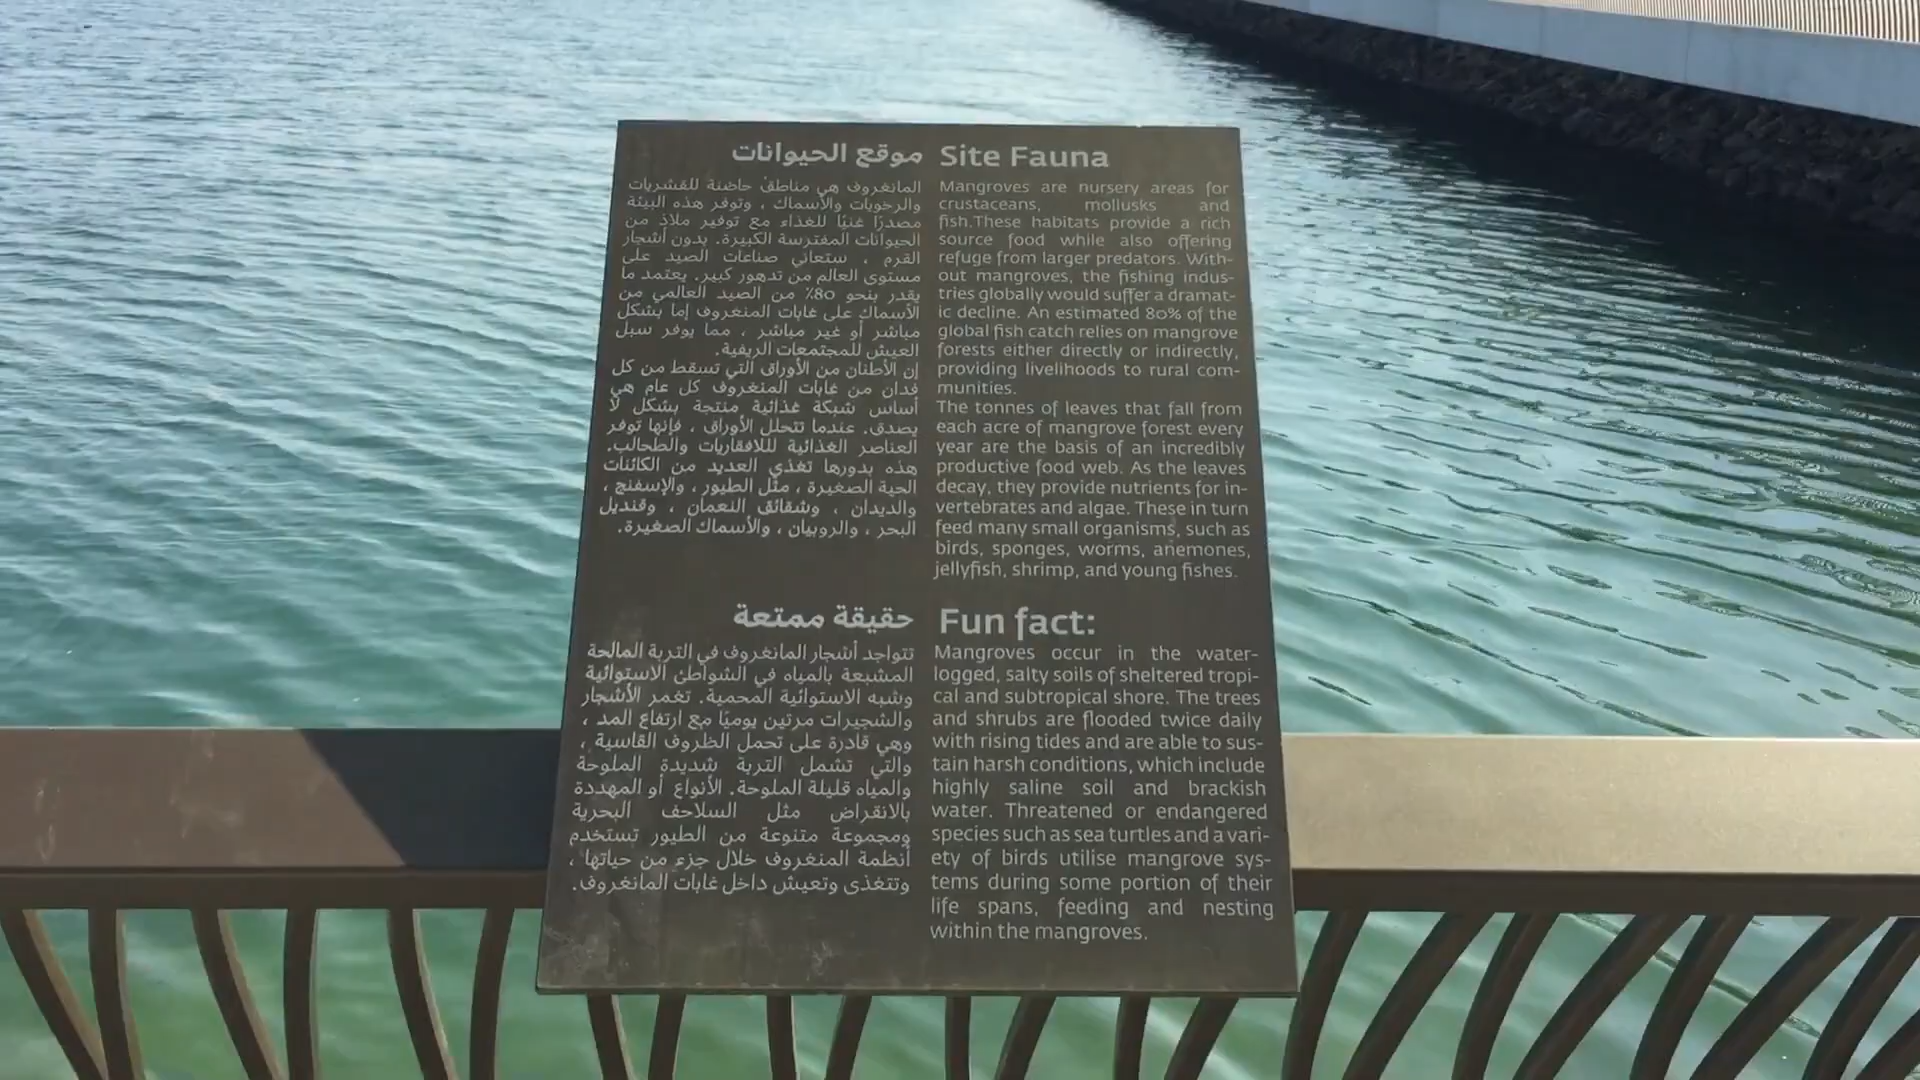 موقع الحيوانات
المانغروف هي مناطق حاضنة للقشريات
والرخويات والأسماك ، وتوفر هذه البيئة
مصدرًا غنيًا للغذاء مع توفير ملاذ من
الحيوانات المفترسة الكبيرة. بدون أشجار
القرم ، ستعاني صناعات الصيد على
مستوى العالم من تدهور كبير. يعتمد ما
يقدر بنحو 80٪ من الصيد العالمي من
الأسماك على غابات المنغروف إما بشكل
مباشر أو غير مباشر ، مما يوفر سبل
العيش للمجتمعات الريفية.
إن الأطنان من الأوراق التي تسقط من كل
فدان من غابات المنغروف كل عام هي
أساس شبكة غذائية منتجة بشكل لا
يصدق. عندما تتحلل الأوراق ، فإنها توفر
العناصر الغذائية للافقاريات والطحالب.
هذه بدورها تغذي العديد من الكائنات
الحية الصغيرة ، مثل الطيور ، والإسفنج ،
والديدان ، وشقائق النعمان ، وقنديل
البحر ، والروبيان ، والأسماك الصغيرة.
حقيقة ممتعة
تتواجد أشجار المانغروف في التربة المالحة
المشبعة بالمياه في الشواطئ الاستوائية
وشبه الاستوائية المحمية. تغمر الأشجار
والشجيرات مرتين يوميًا مع ارتفاع المد ،
وهي قادرة على تحمل الظروف القاسية ،
والتي تشمل التربة شديدة الملوحة
والمياه قليلة الملوحة. الأنواع أو المهددة
بالانقراض مثل السلاحف البحرية
ومجموعة متنوعة من الطيور تستخدم
أنظمة المنغروف خلال جزء من حياتها ،
وتتغذى وتعيش داخل غابات المانغروف.
Site Fauna
Mangroves are nursery areas for
crustaceans, mollusks and
fish.These habitats provide a rich
source food while also offering
refuge from larger predators. With-
out mangroves, the fishing indus-
tries globally would suffer a dramat-
ic decline. An estimated 80% of the
global fish catch relies on mangrove
forests either directly or indirectly,
providing livelihoods to rural com-
munities.
The tonnes of leaves that fall from
each acre of mangrove forest every
year are the basis of an incredibly
productive food web. As the leaves
decay, they provide nutrients for in-
vertebrates and algae. These in turn
feed many small organisms, such as
birds, sponges, worms, anemones,
jellyfish, shrimp, and young fishes.
Fun fact:
Mangroves occur in the water-
logged, salty soils of sheltered tropi-
cal and subtropical shore. The trees
and shrubs are flooded twice daily
with rising tides and are able to sus-
tain harsh conditions, which include
highly saline soil and brackish
water. Threatened or endangered
species such as sea turtles and a vari-
ety of birds utilise mangrove sys-
tems during some portion of their
life spans, feeding and nesting
within the mangroves.